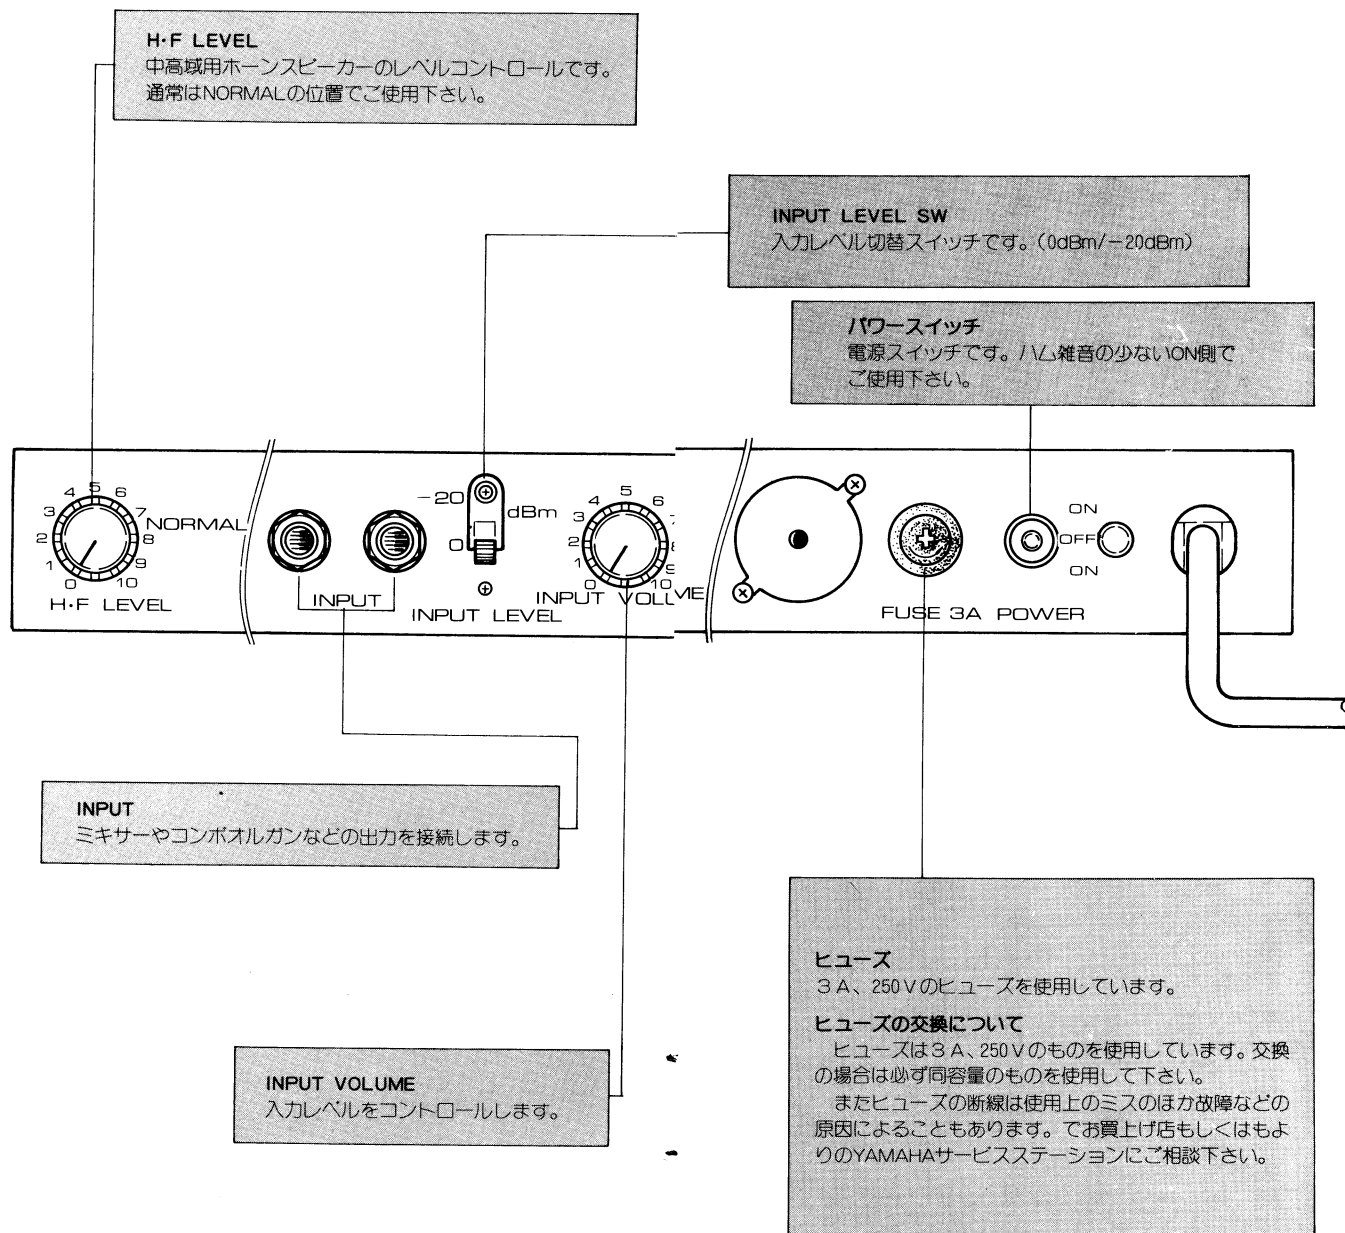 H・F LEVEL
中高域用ホーンスピーカーのレベルコントロールです。
通常はNORMALの位置でご使用下さい。
INPUT LEVEL SW
入力レベル切替スイッチです。(0dBm/−20dBm)
パワースイッチ
電源スイッチです。ハム雑音の少ないON側で
ご使用下さい。
0 1 2 3 4 5 6 7 8 9 10
NORMAL
H・F LEVEL
INPUT
−20
0
dBm
INPUT LEVEL
0 1 2 3 4 5 6 7 8 9 10
INPUT VOLUME
FUSE 3A
ON
OFF
ON
POWER
INPUT
ミキサーやコンボオルガンなどの出力を接続します。
INPUT VOLUME
入力レベルをコントロールします。
ヒューズ
3A、250Vのヒューズを使用しています。
ヒューズの交換について
ヒューズは3A、250Vのものを使用しています。交換
の場合は必ず同容量のものを使用して下さい。
またヒューズの断線は使用上のミスのほか故障などの
原因によることもあります。てお買上げ店もしくはもよ
りのYAMAHAサービスステーションにご相談下さい。